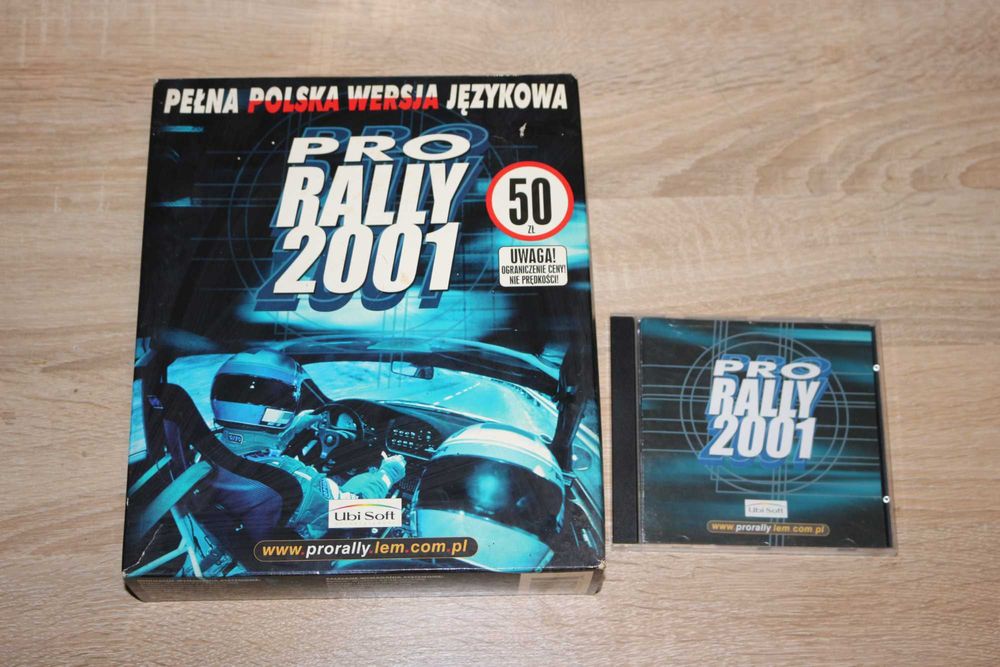 PEŁNA POLSKA WERSJA JĘZYKOWA
PRO
RALLY
2001
50
ZŁ
UWAGA!
OGRANICZENIE CENY!
NIE PRĘDKOŚCI!
Ubi Soft
www.prorally.lem.com.pl
PRO
RALLY
2001
Ubi Soft
www.prorally.lem.com.pl